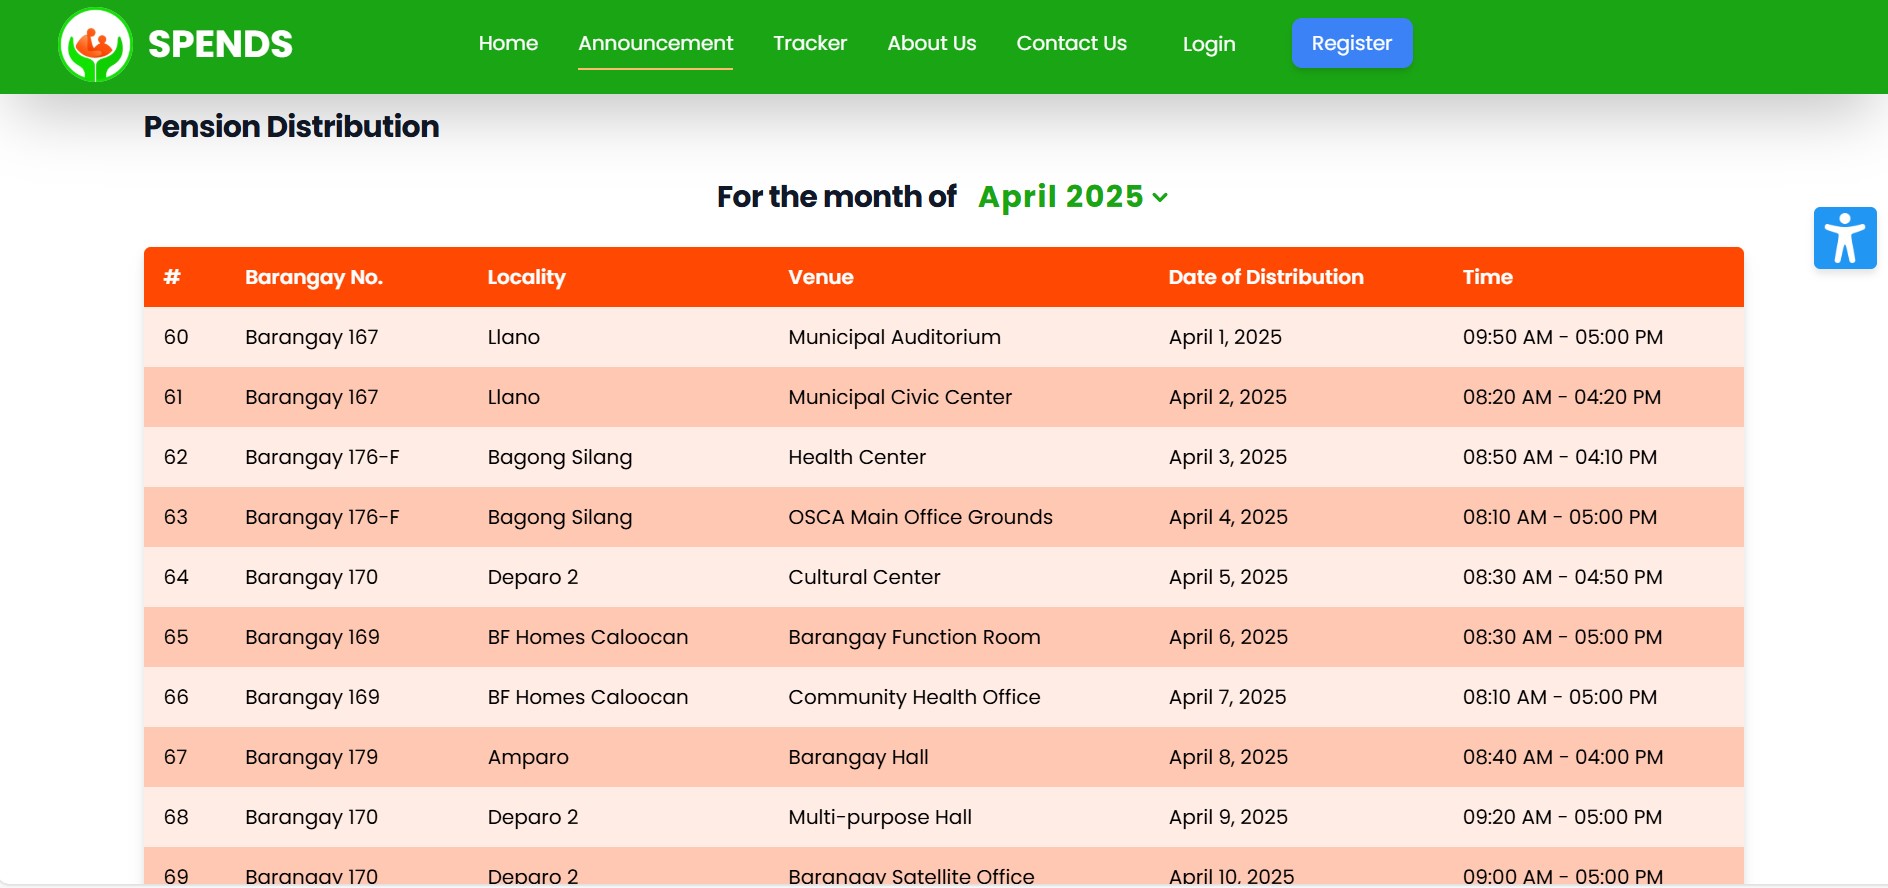 SPENDS
Home Announcement Tracker About Us Contact Us Login Register
Pension Distribution
For the month of April 2025
# Barangay No. Locality Venue Date of Distribution Time
60 Barangay 167 Llano Municipal Auditorium April 1, 2025 09:50 AM - 05:00 PM
61 Barangay 167 Llano Municipal Civic Center April 2, 2025 08:20 AM - 04:20 PM
62 Barangay 176-F Bagong Silang Health Center April 3, 2025 08:50 AM - 04:10 PM
63 Barangay 176-F Bagong Silang OSCA Main Office Grounds April 4, 2025 08:10 AM - 05:00 PM
64 Barangay 170 Deparo 2 Cultural Center April 5, 2025 08:30 AM - 04:50 PM
65 Barangay 169 BF Homes Caloocan Barangay Function Room April 6, 2025 08:30 AM - 05:00 PM
66 Barangay 169 BF Homes Caloocan Community Health Office April 7, 2025 08:10 AM - 05:00 PM
67 Barangay 179 Amparo Barangay Hall April 8, 2025 08:40 AM - 04:00 PM
68 Barangay 170 Deparo 2 Multi-purpose Hall April 9, 2025 09:20 AM - 05:00 PM
69 Barangay 170 Deparo 2 Barangay Satellite Office April 10, 2025 09:00 AM - 05:00 PM